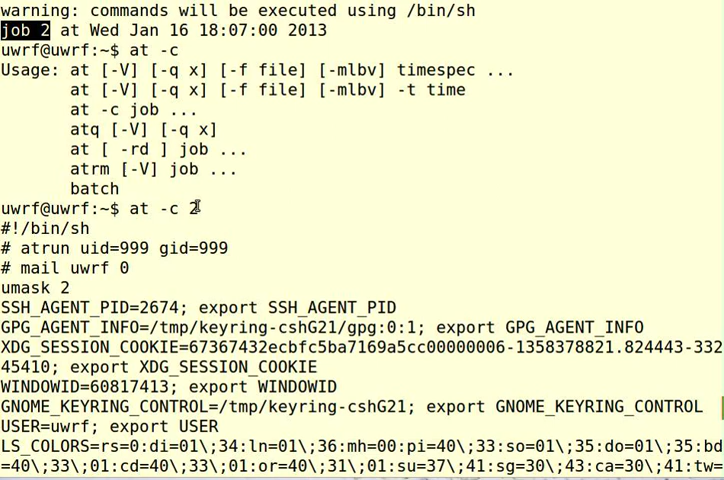 warning: commands will be executed using /bin/sh
job 2 at Wed Jan 16 18:07:00 2013
uwrf@uwrf:~$ at -c
Usage: at [-V] [-q x] [-f file] [-mlbv] timespec ...
       at [-V] [-q x] [-f file] [-mlbv] -t time
       at -c job ...
       atq [-V] [-q x]
       at [ -rd ] job ...
       atrm [-V] job ...
       batch
uwrf@uwrf:~$ at -c 2
#!/bin/sh
# atrun uid=999 gid=999
# mail uwrf 0
umask 2
SSH_AGENT_PID=2674; export SSH_AGENT_PID
GPG_AGENT_INFO=/tmp/keyring-cshG21/gpg:0:1; export GPG_AGENT_INFO
XDG_SESSION_COOKIE=67367432ecbfc5ba7169a5cc00000006-1358378821.824443-332
45410; export XDG_SESSION_COOKIE
WINDOWID=60817413; export WINDOWID
GNOME_KEYRING_CONTROL=/tmp/keyring-cshG21; export GNOME_KEYRING_CONTROL
USER=uwrf; export USER
LS_COLORS=rs=0:di=01\;34:ln=01\;36:mh=00:pi=40\;33:so=01\;35:do=01\;35:bd
=40\;33\;01:cd=40\;33\;01:or=40\;31\;01:su=37\;41:sg=30\;43:ca=30\;41:tw=